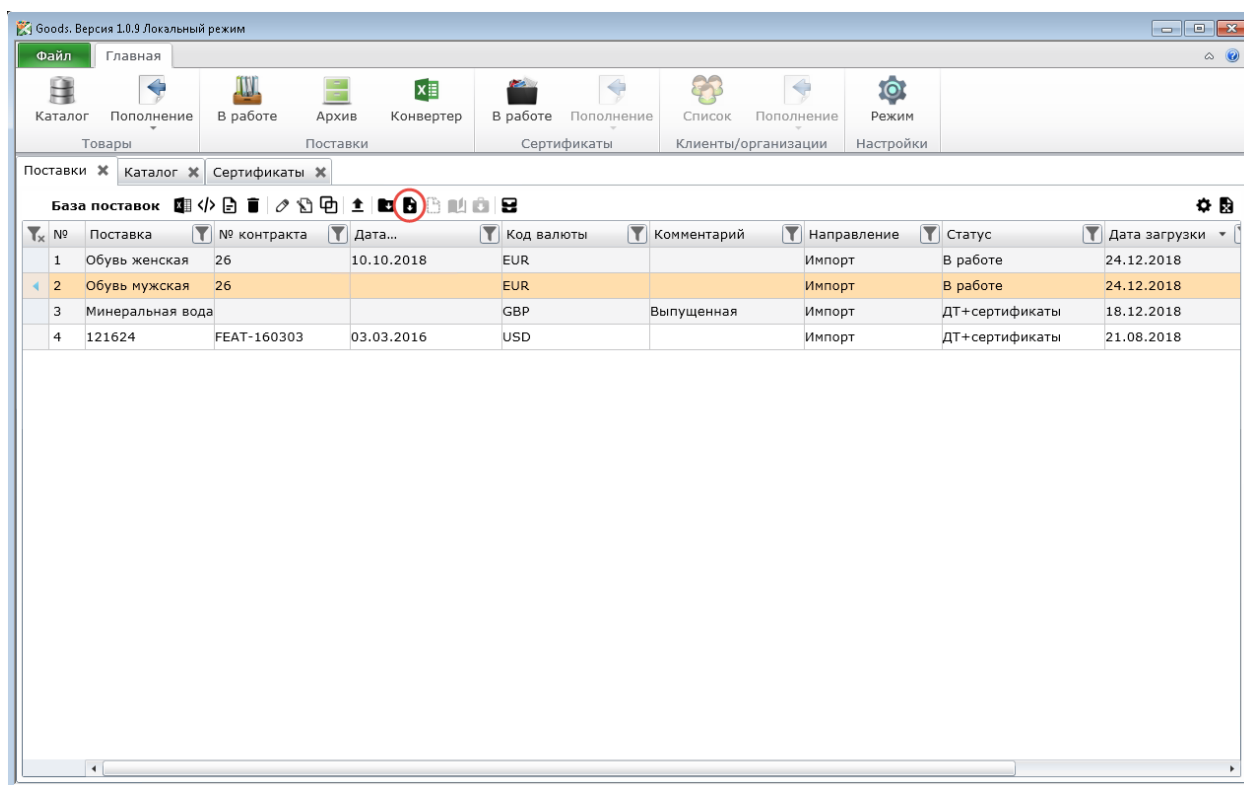 Goods. Версия 1.0.9 Локальный режим
Файл Главная
Каталог Пополнение В работе Архив Конвертер В работе Пополнение Список Пополнение Режим
Товары Поставки Сертификаты Клиенты/организации Настройки
Поставки Каталог Сертификаты
База поставок
№ Поставка № контракта Дата... Код валюты Комментарий Направление Статус Дата загрузки
1 Обувь женская 26 10.10.2018 EUR Импорт В работе 24.12.2018
2 Обувь мужская 26 EUR Импорт В работе 24.12.2018
3 Минеральная вода GBP Выпущенная Импорт ДТ+сертификаты 18.12.2018
4 121624 FEAT-160303 03.03.2016 USD Импорт ДТ+сертификаты 21.08.2018